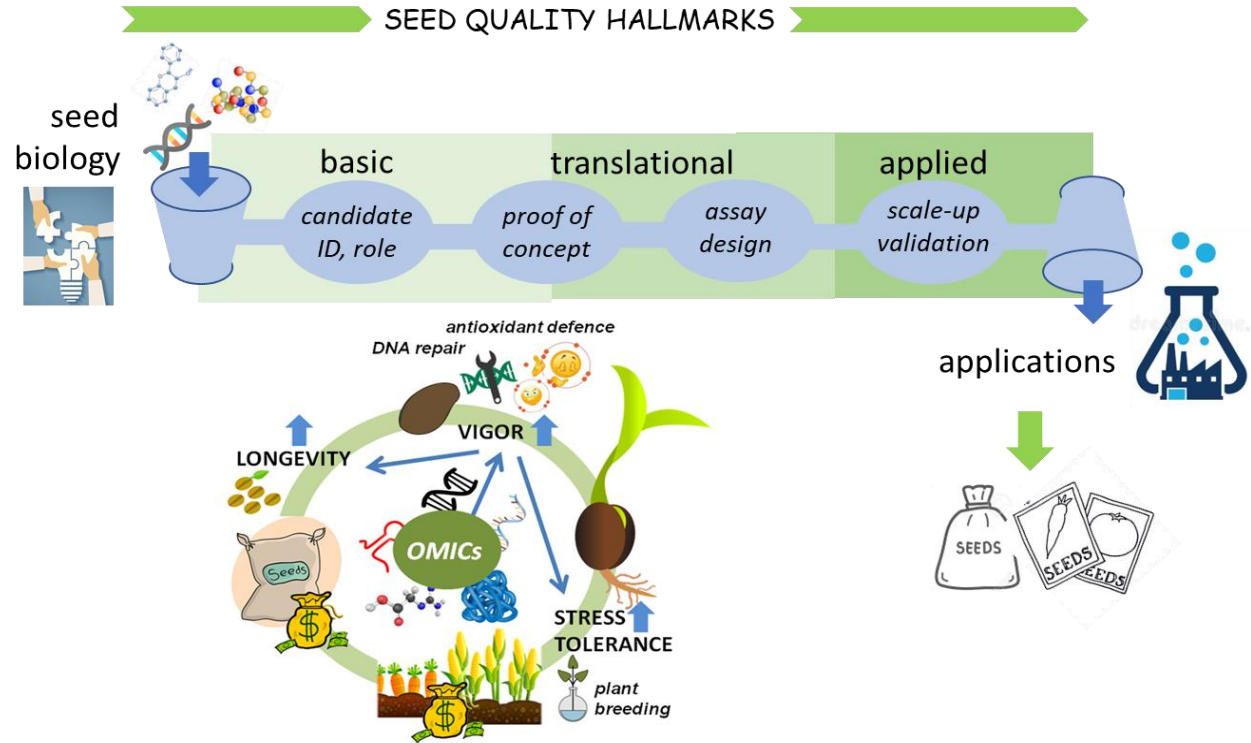 SEED QUALITY HALLMARKS
seed
biology
basic
translational
applied
candidate
ID, role
proof of
concept
assay
design
scale-up
validation
applications
antioxidant defence
DNA repair
VIGOR
LONGEVITY
OMICs
Seeds
$
STRESS
TOLERANCE
$
plant
breeding
SEEDS
SEEDS
EEDS